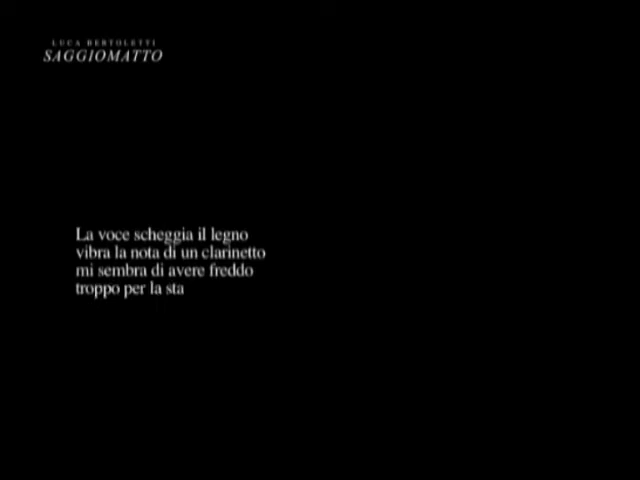 LUCA BERTOLETTI
SAGGIOMATTO
La voce scheggia il legno
vibra la nota di un clarinetto
mi sembra di avere freddo
troppo per la sta